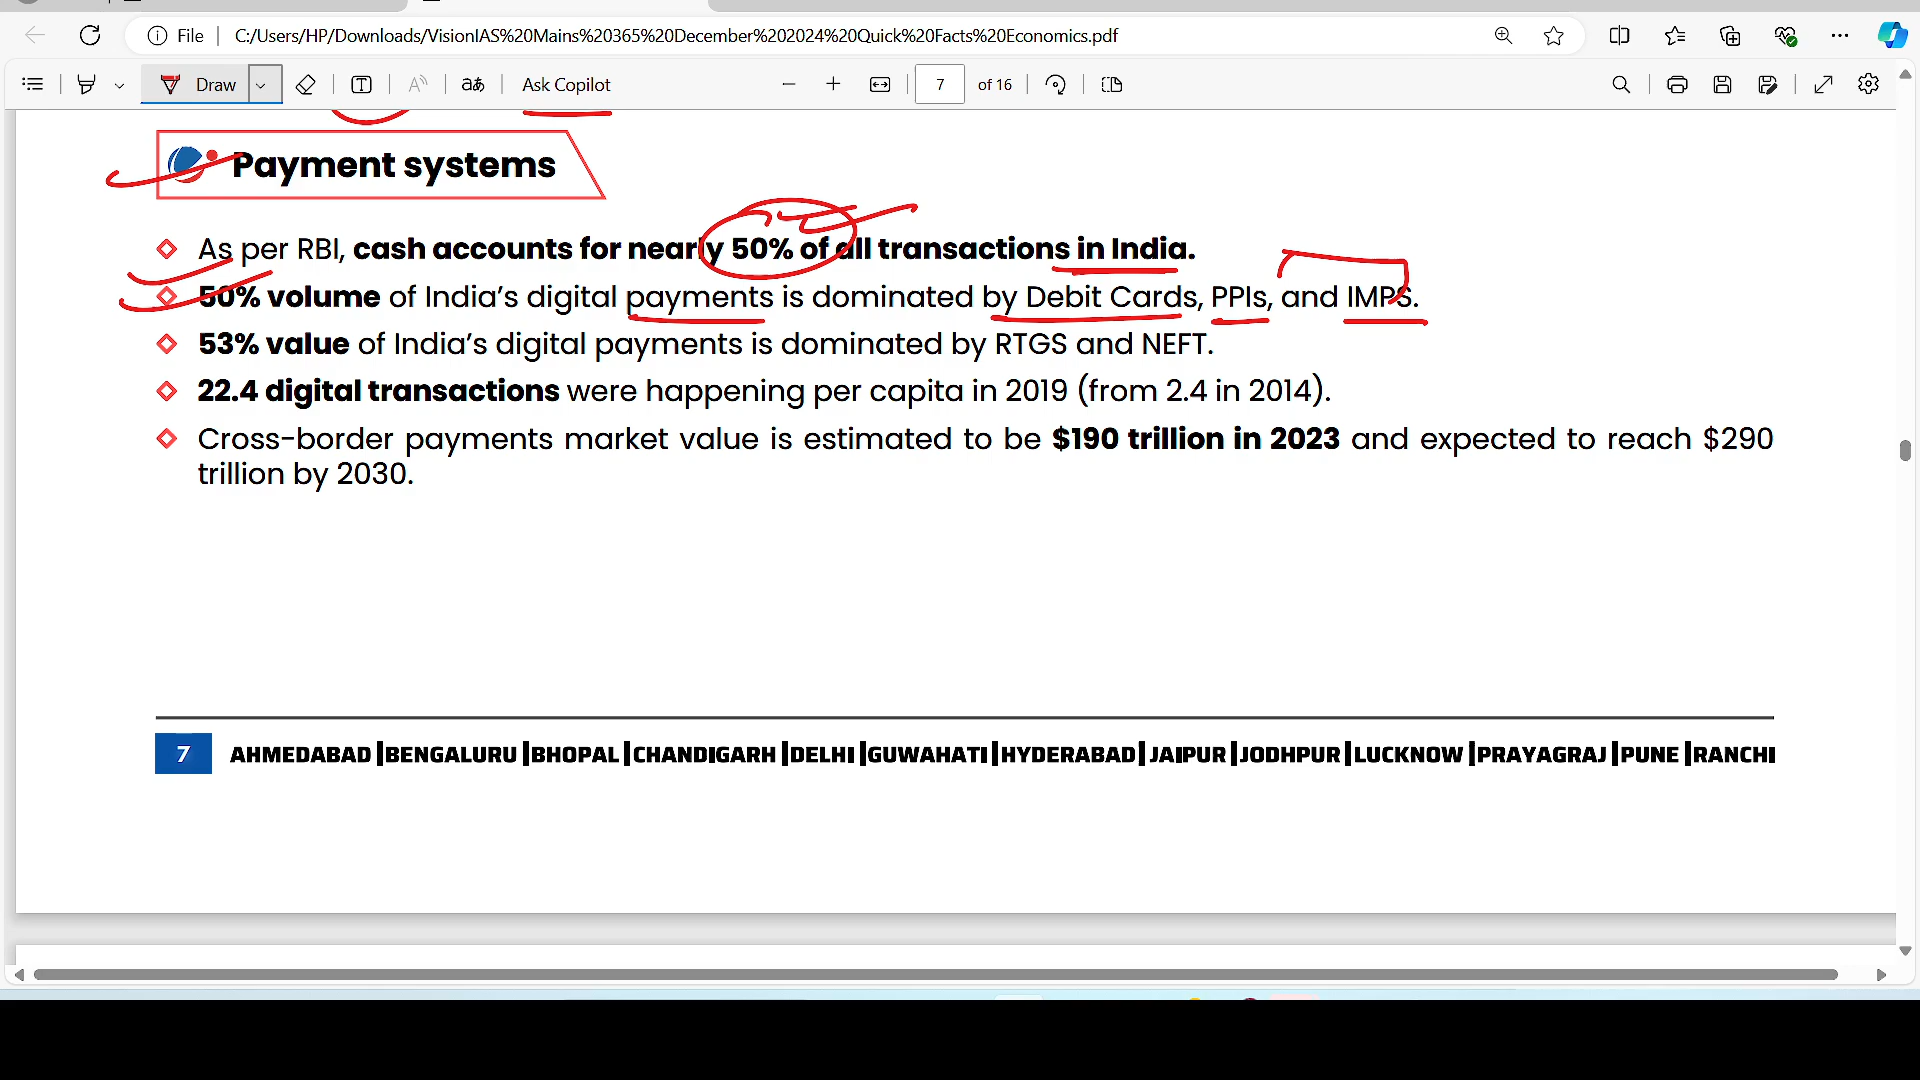 File
C:/Users/HP/Downloads/VisionIAS%20Mains%20365%20December%202024%20Quick%20Facts%20Economics.pdf
Draw
Ask Copilot
7 of 16
Payment systems
As per RBI, cash accounts for nearly 50% of all transactions in India.
50% volume of India’s digital payments is dominated by Debit Cards, PPIs, and IMPS.
53% value of India’s digital payments is dominated by RTGS and NEFT.
22.4 digital transactions were happening per capita in 2019 (from 2.4 in 2014).
Cross-border payments market value is estimated to be $190 trillion in 2023 and expected to reach $290
trillion by 2030.
7 AHMEDABAD | BENGALURU | BHOPAL | CHANDIGARH | DELHI | GUWAHATI | HYDERABAD | JAIPUR | JODHPUR | LUCKNOW | PRAYAGRAJ | PUNE | RANCHI